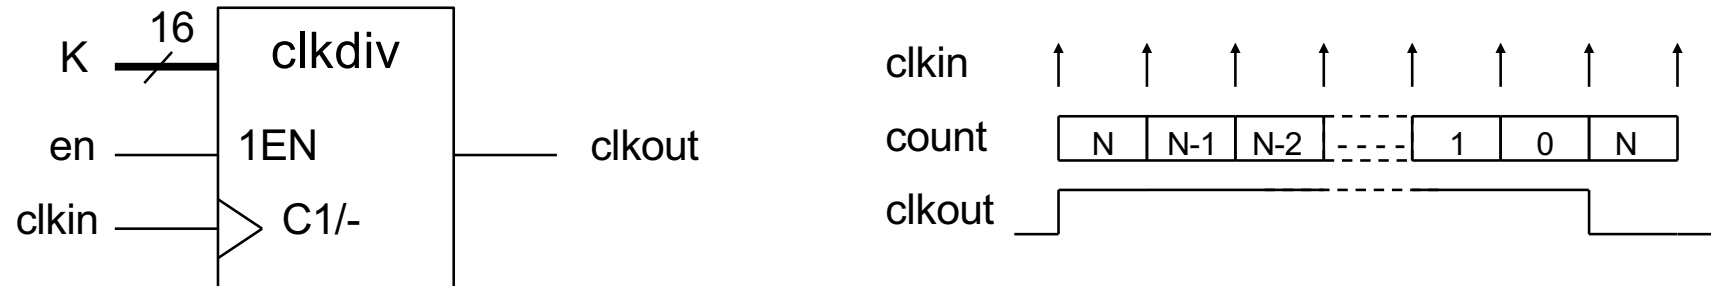 16
K
clkdiv
en
1EN
clkout
clkin
C1/-
clkin
count
N N-1 N-2 1 0 N
clkout